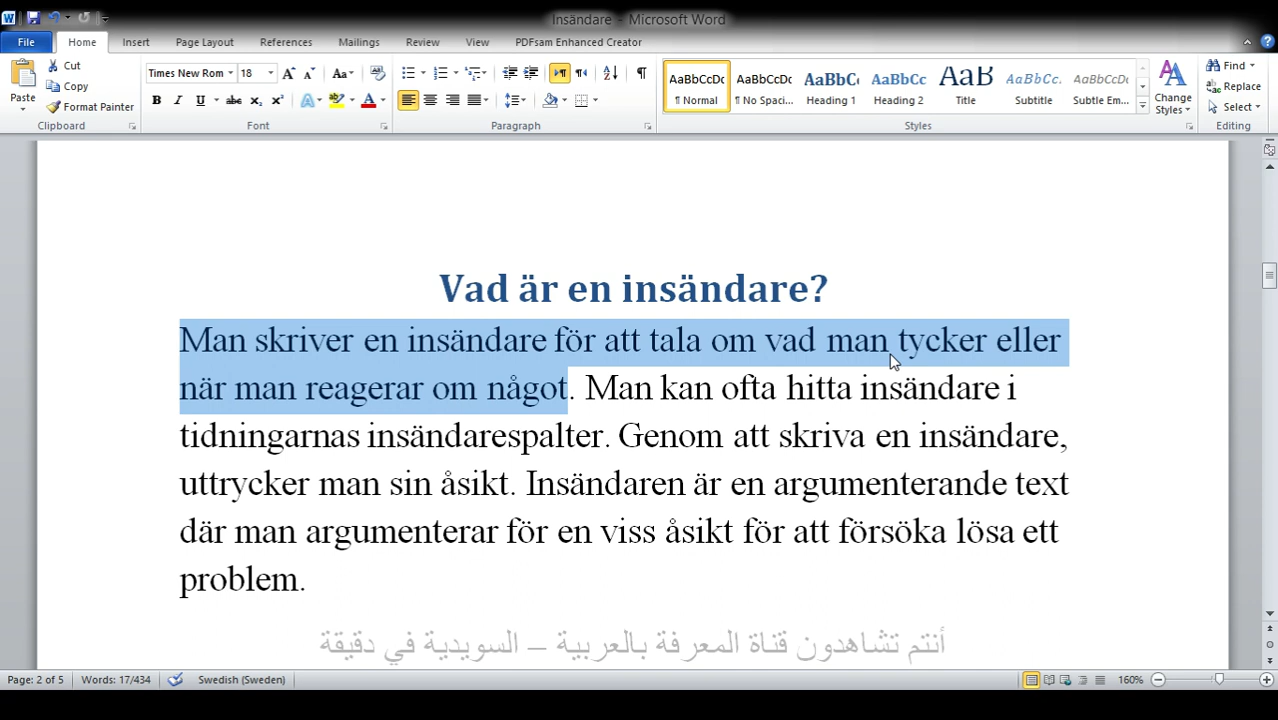 Insändare - Microsoft Word
File Home Insert Page Layout References Mailings Review View PDFsam Enhanced Creator
Paste
Cut
Copy
Format Painter
Clipboard
Times New Rom 18
Font
Paragraph
AaBbCcDc AaBbCcDc AaBbC AaBbCc AaB AaBbCc. AaBbCcDc
¶ Normal ¶ No Spaci... Heading 1 Heading 2 Title Subtitle Subtle Em...
Change Styles
Styles
Find
Replace
Select
Editing
Vad är en insändare?
Man skriver en insändare för att tala om vad man tycker eller
när man reagerar om något. Man kan ofta hitta insändare i
tidningarnas insändarespalter. Genom att skriva en insändare,
uttrycker man sin åsikt. Insändaren är en argumenterande text
där man argumenterar för en viss åsikt för att försöka lösa ett
problem.
أنتم تشاهدون قناة المعرفة بالعربية – السويدية في دقيقة
Page: 2 of 5 Words: 17/434 Swedish (Sweden) 160%